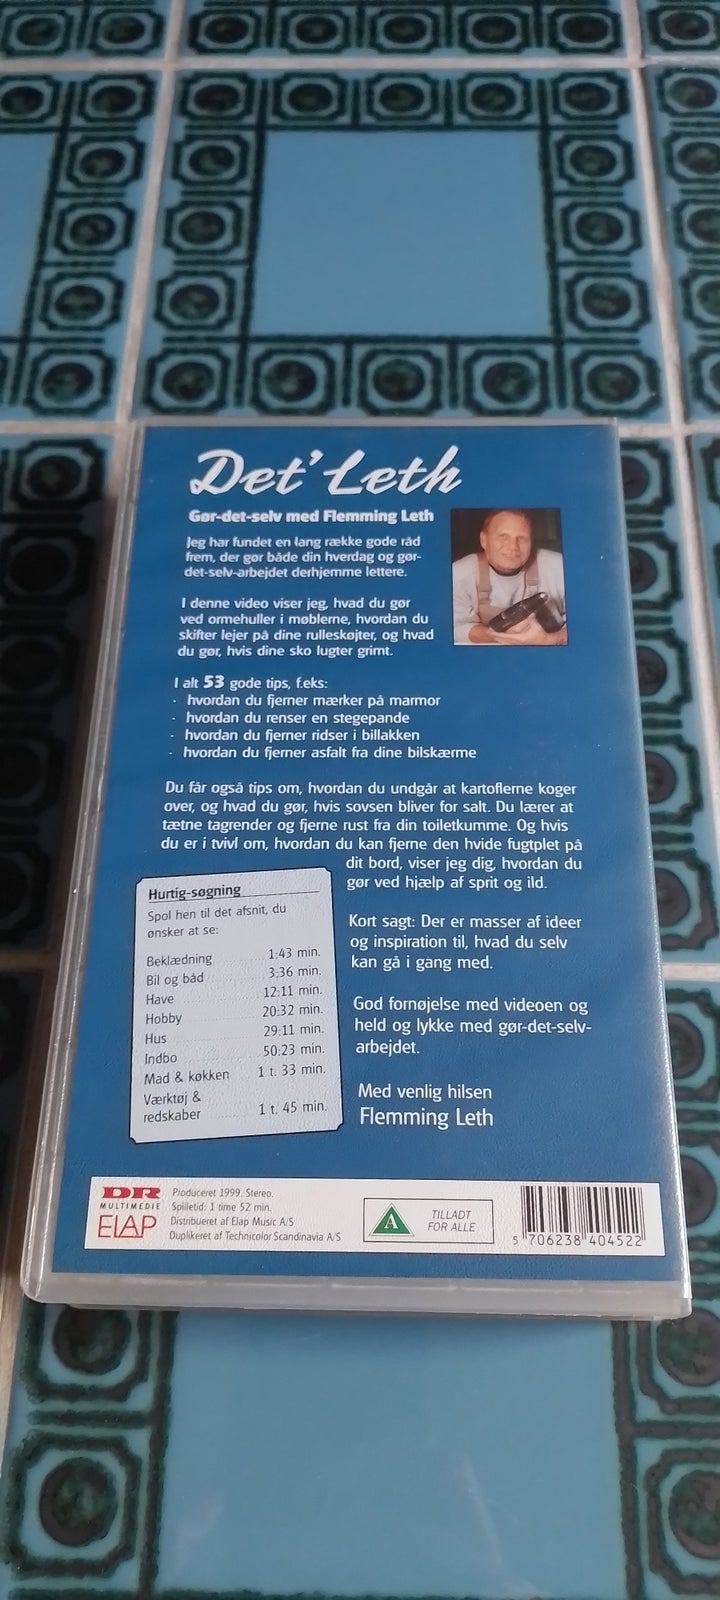 Det' Leth
Gør-det-selv med Flemming Leth
Jeg har fundet en lang række gode råd
frem, der gør både din hverdag og gør-
det-selv-arbejdet derhjemme lettere.
I denne video viser jeg, hvad du gør
ved ormehuller i møblerne, hvordan du
skifter lejer på dine rulleskøjter, og hvad
du gør, hvis dine sko lugter grimt.
I alt 53 gode tips, f.eks:
· hvordan du fjerner mærker på marmor
· hvordan du renser en stegepande
· hvordan du fjerner ridser i billakken
· hvordan du fjerner asfalt fra dine bilskærme
Du får også tips om, hvordan du undgår at kartoflerne koger
over, og hvad du gør, hvis sovsen bliver for salt. Du lærer at
tætne tagrender og fjerne rust fra din toiletkumme. Og hvis
du er i tvivl om, hvordan du kan fjerne den hvide fugtplet på
dit bord, viser jeg dig, hvordan du
gør ved hjælp af sprit og ild.
Kort sagt: Der er masser af ideer
og inspiration til, hvad du selv
kan gå i gang med.
God fornøjelse med videoen og
held og lykke med gør-det-selv-
arbejdet.
Med venlig hilsen
Flemming Leth
Hurtig-søgning
Spol hen til det afsnit, du
ønsker at se:
Beklædning 1:43 min.
Bil og båd 3:36 min.
Have 12:11 min.
Hobby 20:32 min.
Hus 29:11 min.
Indbo 50:23 min.
Mad & køkken 1 t. 33 min.
Værktøj &
redskaber 1 t. 45 min.
DR
MULTIMEDIE
ELAP
Produceret 1999. Stereo.
Spilletid: 1 time 52 min.
Distribueret af Elap Music A/S
Duplikeret af Technicolor Scandinavia A/S
A
TILLADT
FOR ALLE
5 706238 404522